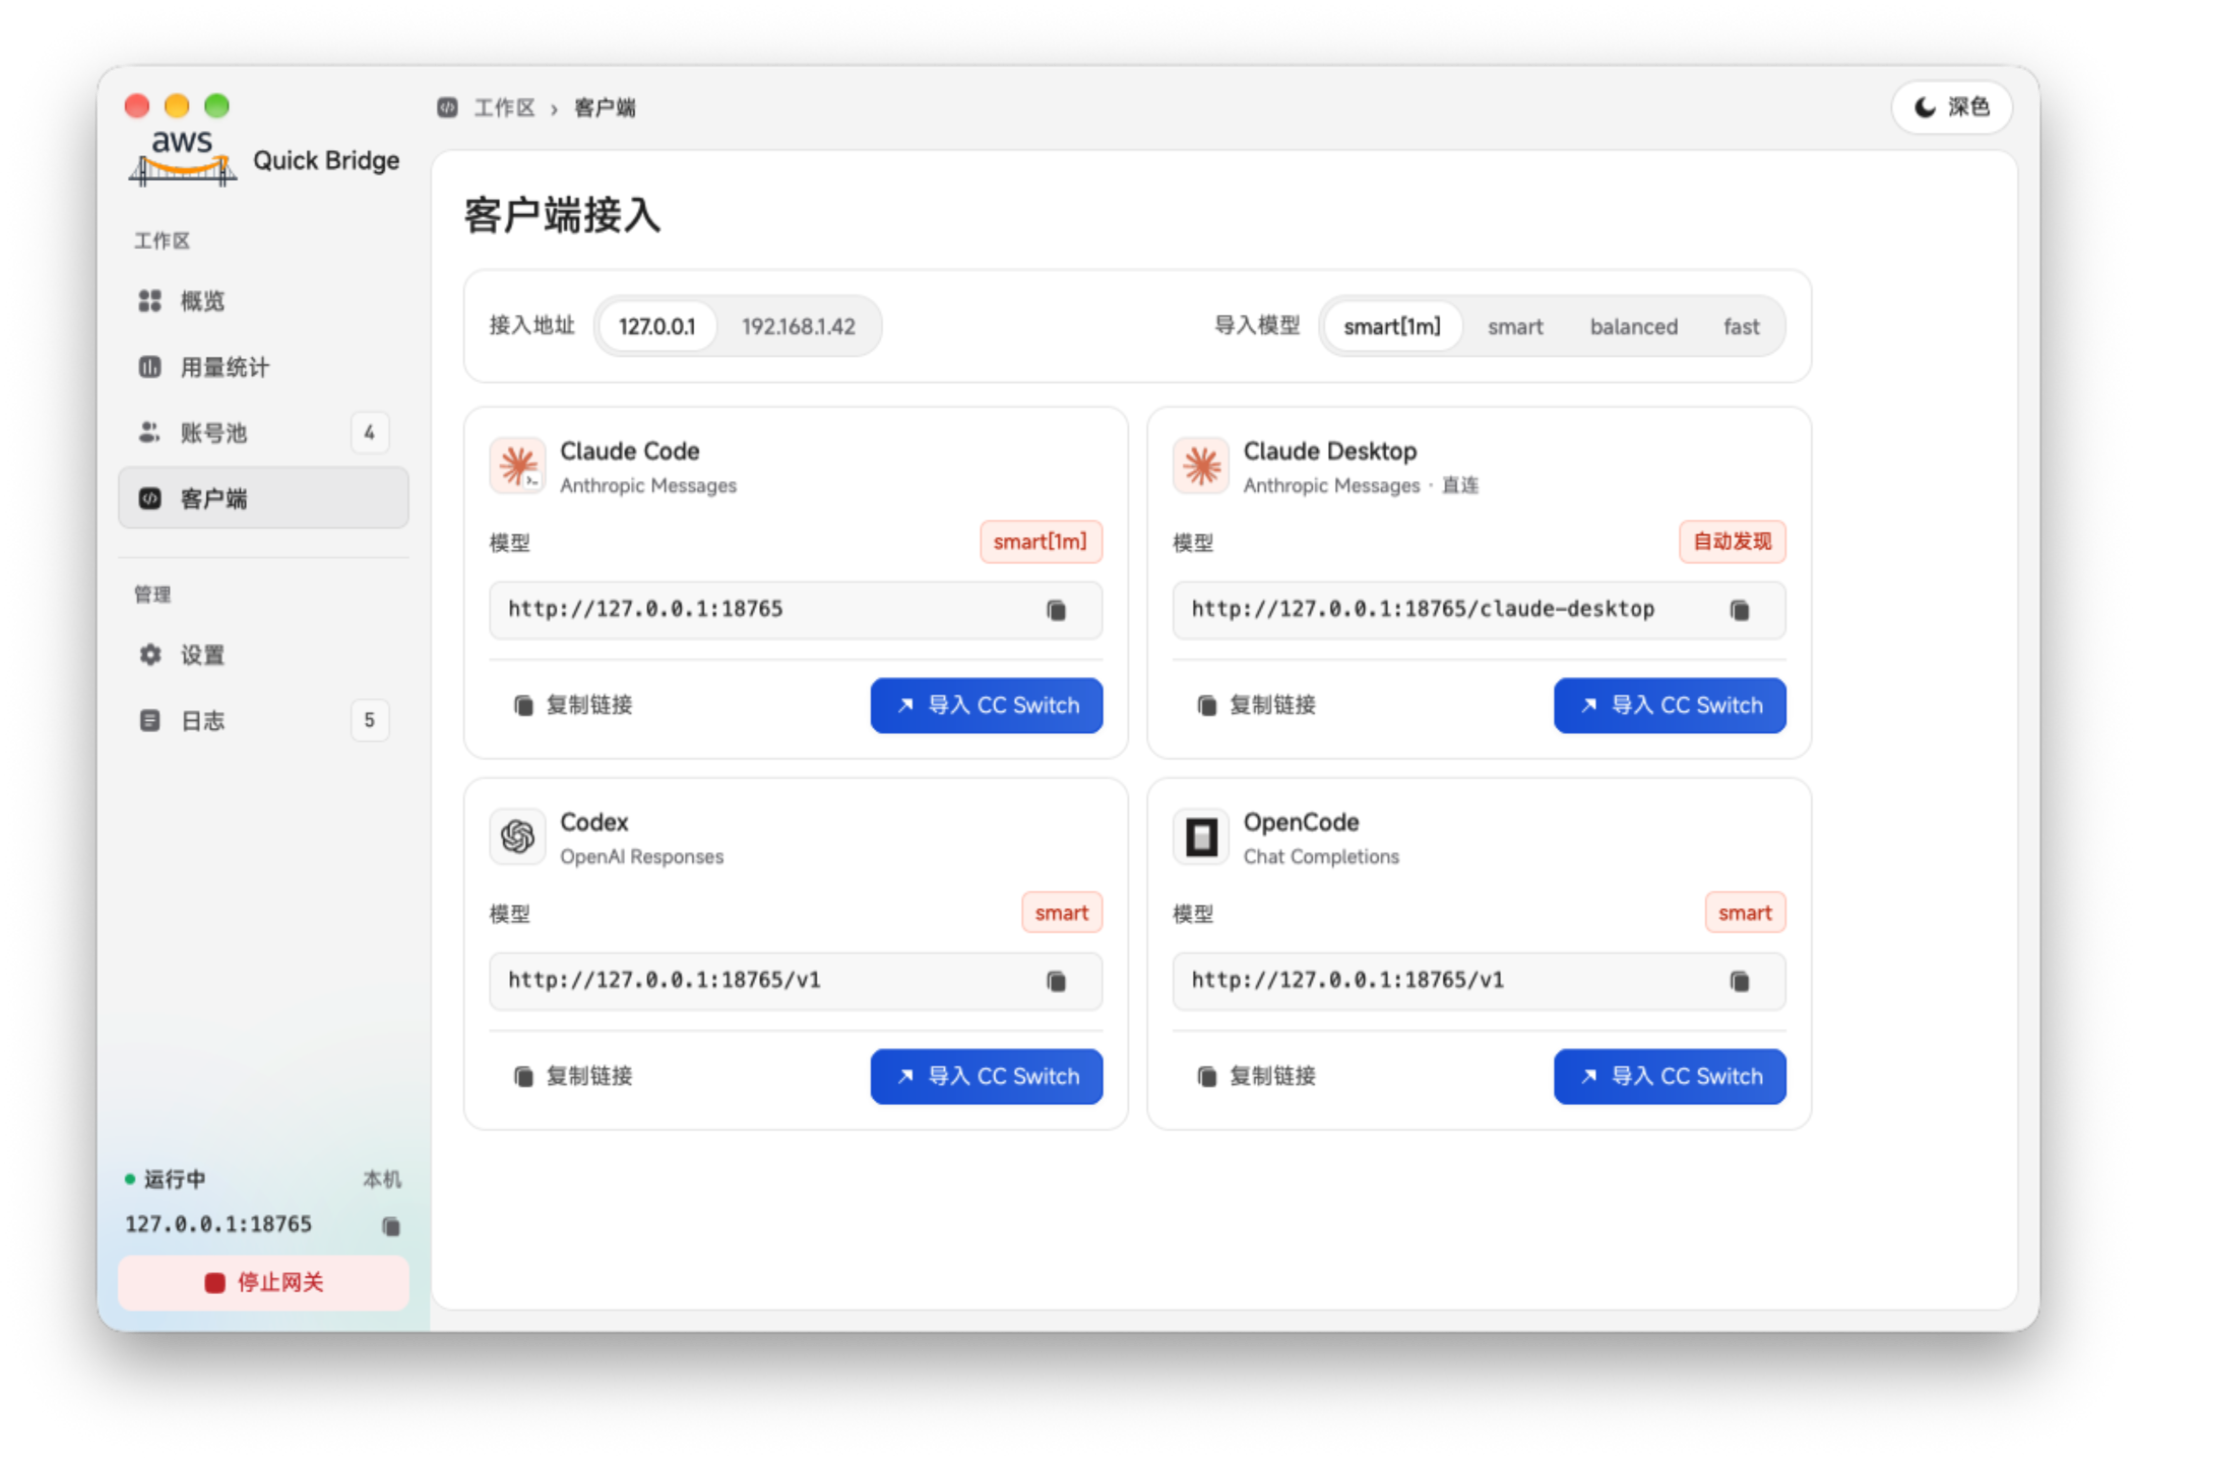 aws
Quick Bridge
工作区
概览
用量统计
账号池 4
客户端
管理
设置
日志 5
运行中 本机
127.0.0.1:18765
停止网关
工作区 › 客户端
深色
客户端接入
接入地址 127.0.0.1 192.168.1.42
导入模型 smart[1m] smart balanced fast
Claude Code
Anthropic Messages
模型 smart[1m]
http://127.0.0.1:18765
复制链接 导入 CC Switch
Claude Desktop
Anthropic Messages · 直连
模型 自动发现
http://127.0.0.1:18765/claude-desktop
复制链接 导入 CC Switch
Codex
OpenAI Responses
模型 smart
http://127.0.0.1:18765/v1
复制链接 导入 CC Switch
OpenCode
Chat Completions
模型 smart
http://127.0.0.1:18765/v1
复制链接 导入 CC Switch